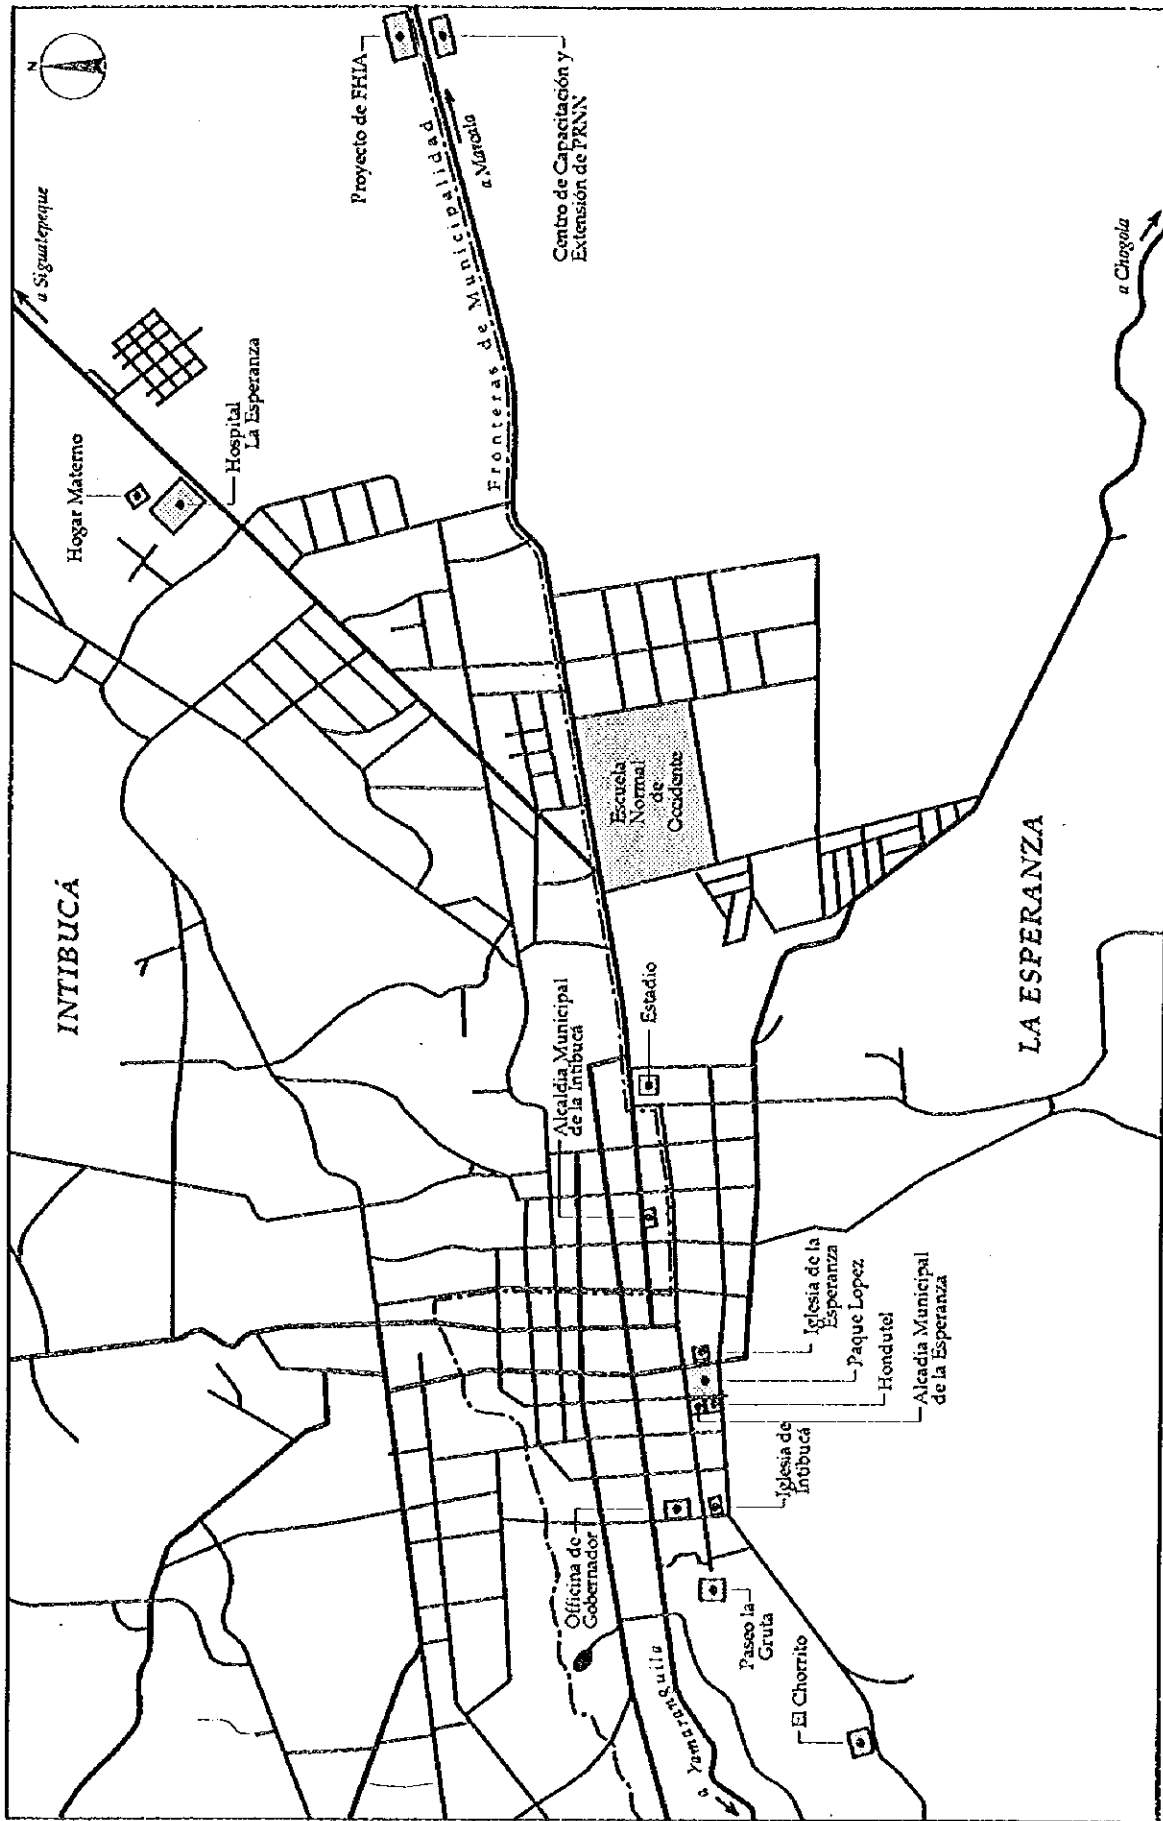 N
a Siguatepeque
Proyecto de FHIA
Hogar Materno
Hospital
La Esperanza
Fronteras de Municipalidad
a Marcala
Centro de Capacitación y
Extensión de PRNN
INTIBUCÁ
Alcaldia Municipal
de la Intibucá
Estadio
Escuela
Normal
de
Occidente
a Chogola
LA ESPERANZA
Officina de
Gobernador
Iglesia de la
Esperanza
Paque Lopez
Hondutel
Alcadia Municipal
de la Esperanza
Iglesia de
Intibucá
Paseo la
Gruta
a Yamaranguila
El Chorrito